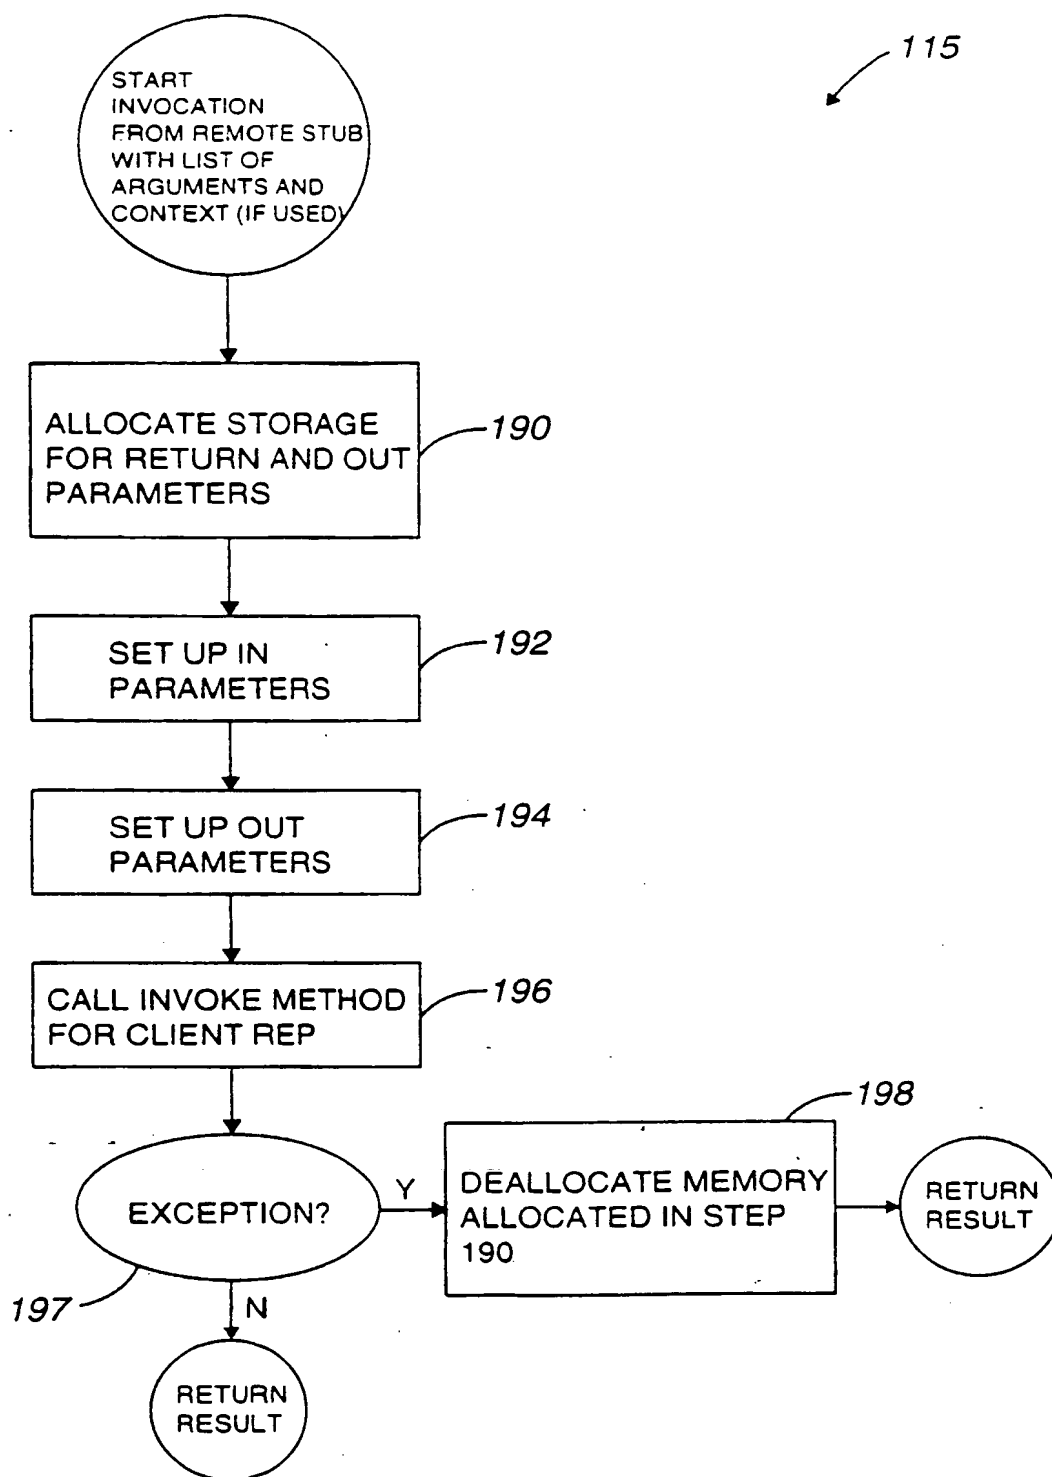 115
START
INVOCATION
FROM REMOTE STUB
WITH LIST OF
ARGUMENTS AND
CONTEXT (IF USED)
ALLOCATE STORAGE
FOR RETURN AND OUT
PARAMETERS
190
SET UP IN
PARAMETERS
192
SET UP OUT
PARAMETERS
194
CALL INVOKE METHOD
FOR CLIENT REP
196
198
EXCEPTION?
Y
DEALLOCATE MEMORY
ALLOCATED IN STEP
190
RETURN
RESULT
197
N
RETURN
RESULT